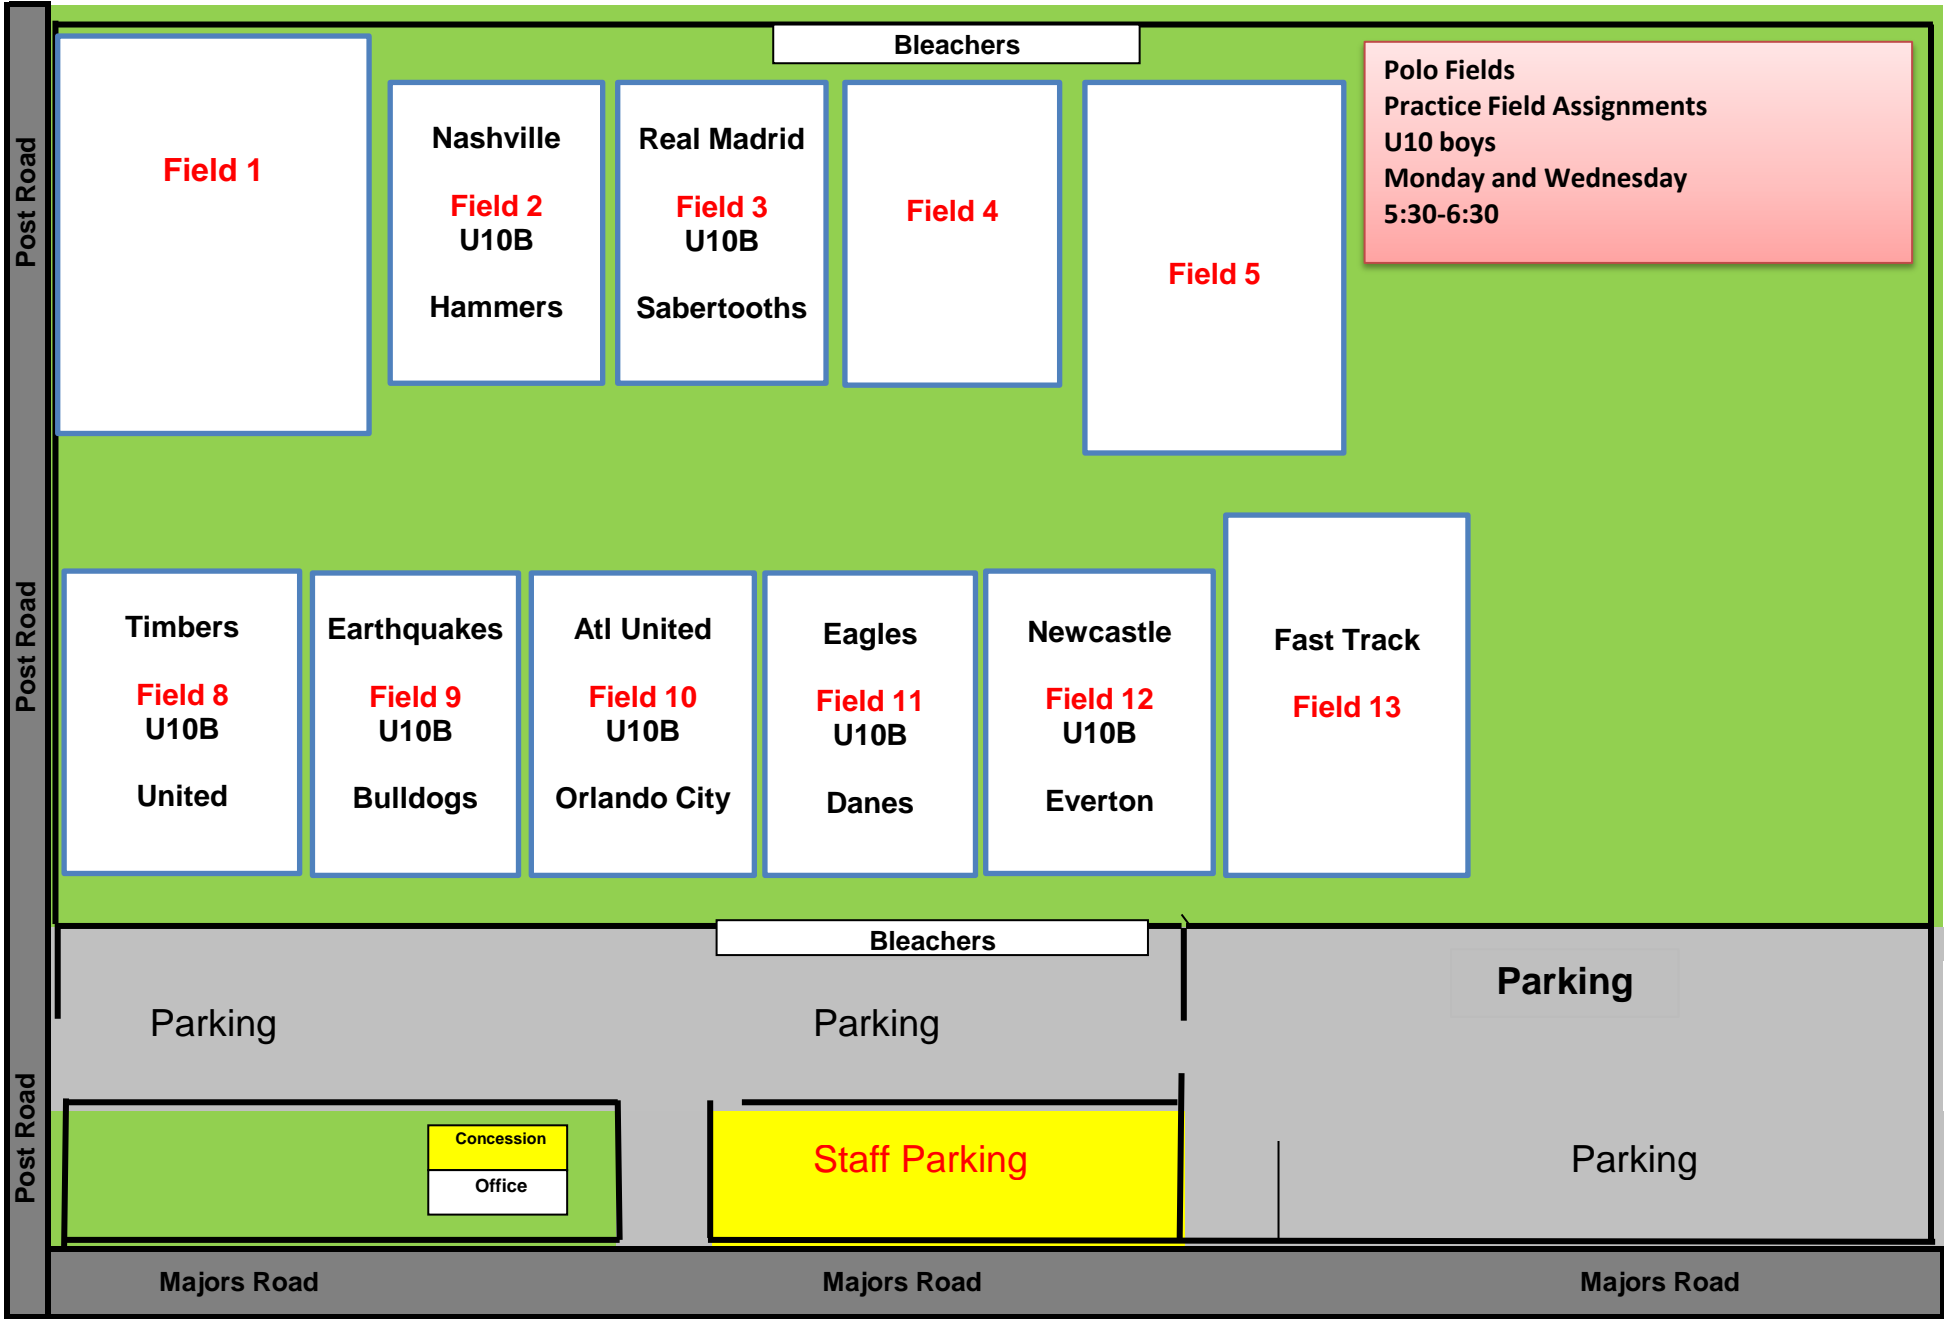 Bleachers
Polo Fields
Practice Field Assignments
U10 boys
Monday and Wednesday
5:30-6:30
Post Road
Field 1
Nashville
Field 2
U10B
Hammers
Real Madrid
Field 3
U10B
Sabertooths
Field 4
Field 5
Post Road
Timbers
Field 8
U10B
United
Earthquakes
Field 9
U10B
Bulldogs
Atl United
Field 10
U10B
Orlando City
Eagles
Field 11
U10B
Danes
Newcastle
Field 12
U10B
Everton
Fast Track
Field 13
Bleachers
Parking
Parking
Parking
Post Road
Concession
Office
Staff Parking
Parking
Majors Road
Majors Road
Majors Road